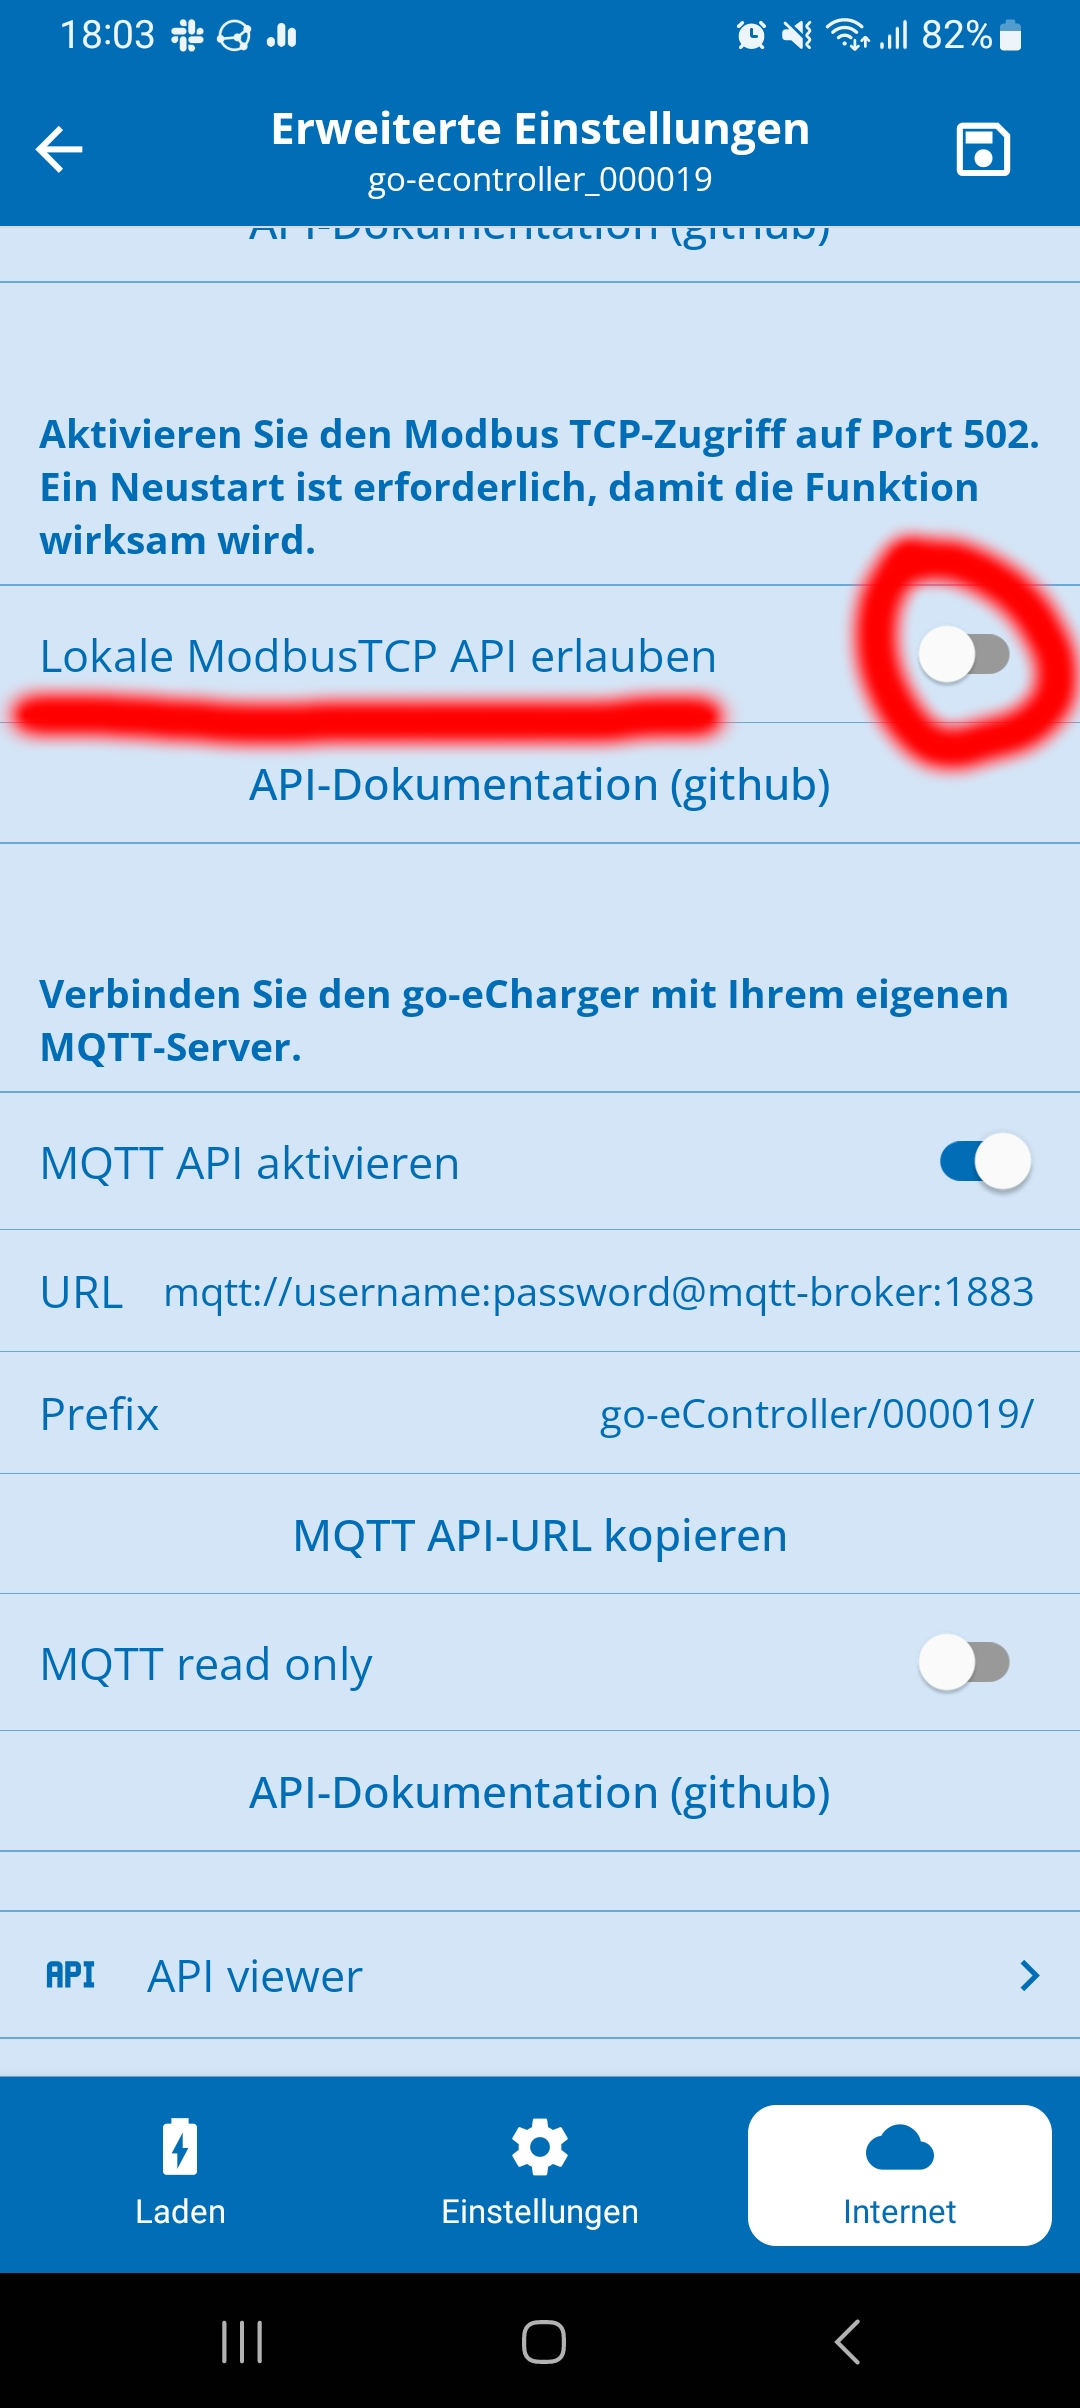 18:03
82%
Erweiterte Einstellungen
go-econtroller_000019
API-Dokumentation (github)
Aktivieren Sie den Modbus TCP-Zugriff auf Port 502.
Ein Neustart ist erforderlich, damit die Funktion
wirksam wird.
Lokale ModbusTCP API erlauben
API-Dokumentation (github)
Verbinden Sie den go-eCharger mit Ihrem eigenen
MQTT-Server.
MQTT API aktivieren
URL mqtt://username:password@mqtt-broker:1883
Prefix go-eController/000019/
MQTT API-URL kopieren
MQTT read only
API-Dokumentation (github)
API API viewer
Laden
Einstellungen
Internet